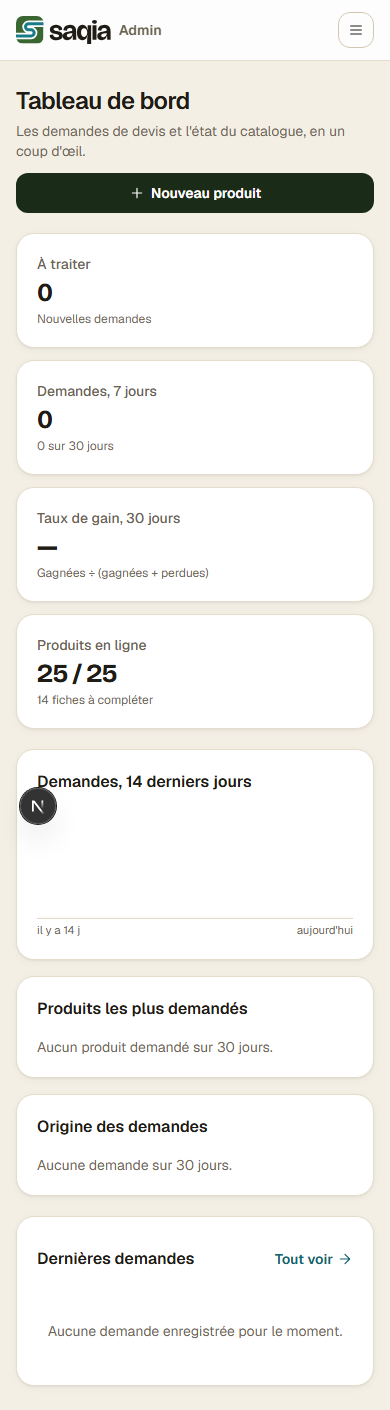 saqia Admin
Tableau de bord
Les demandes de devis et l'état du catalogue, en un
coup d'œil.
+ Nouveau produit
À traiter
0
Nouvelles demandes
Demandes, 7 jours
0
0 sur 30 jours
Taux de gain, 30 jours
—
Gagnées ÷ (gagnées + perdues)
Produits en ligne
25 / 25
14 fiches à compléter
Demandes, 14 derniers jours
N
il y a 14 j aujourd'hui
Produits les plus demandés
Aucun produit demandé sur 30 jours.
Origine des demandes
Aucune demande sur 30 jours.
Dernières demandes Tout voir →
Aucune demande enregistrée pour le moment.